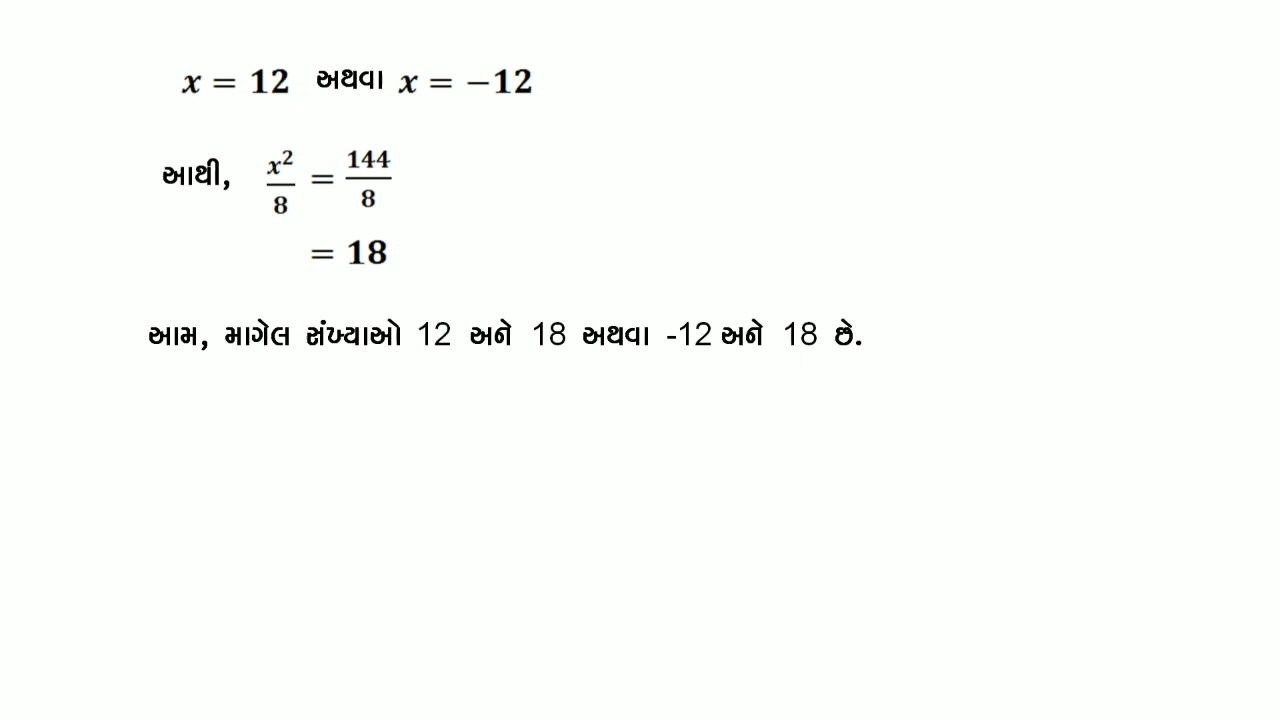 x = 12 અથવા x = −12
આથી, x²/8 = 144/8
= 18
આમ, માગેલ સંખ્યાઓ 12 અને 18 અથવા -12 અને 18 છે.